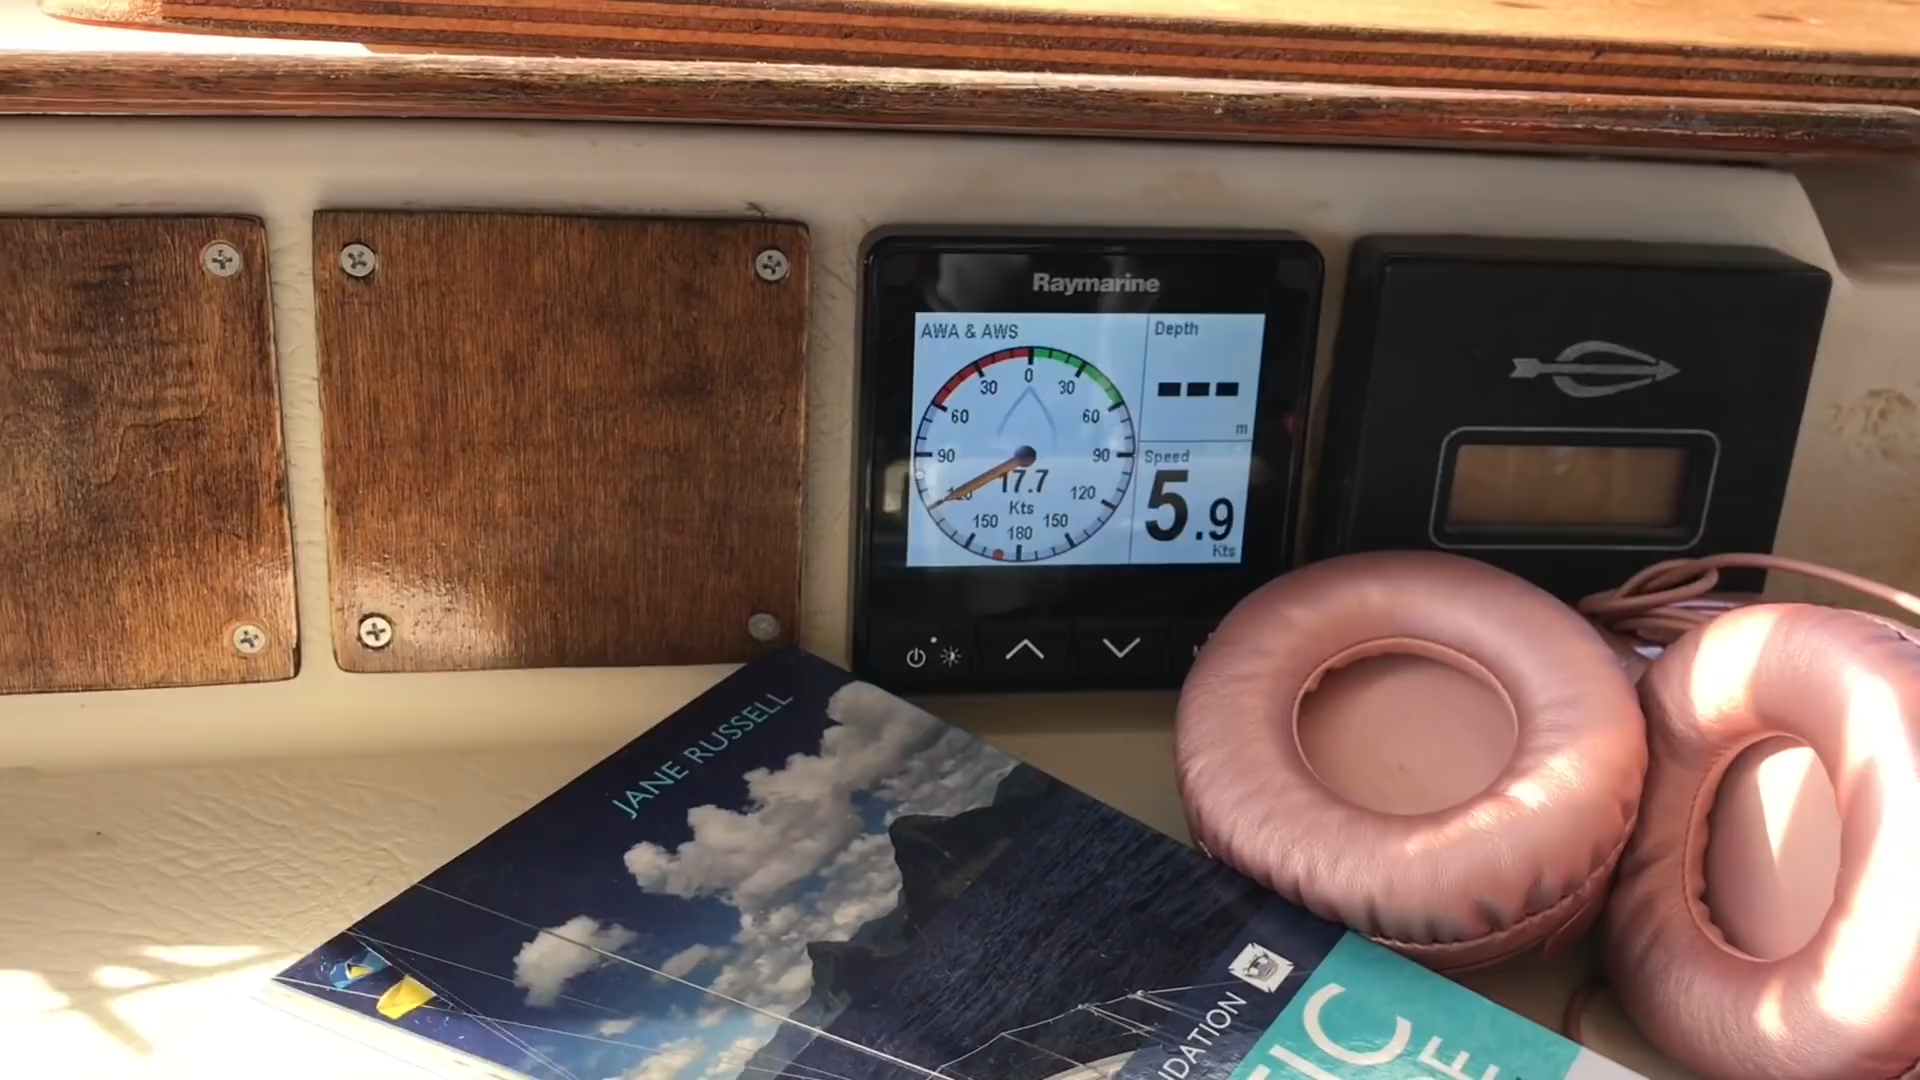 Raymarine
AWA & AWS
0
30
30
60
60
90
90
120
150
150
180
17.7
Kts
Depth
---
m
Speed
5.9
Kts
JANE RUSSELL